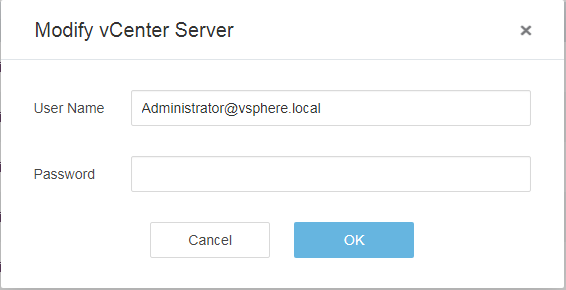 Modify vCenter Server
×
User Name
Administrator@vsphere.local
Password
Cancel
OK